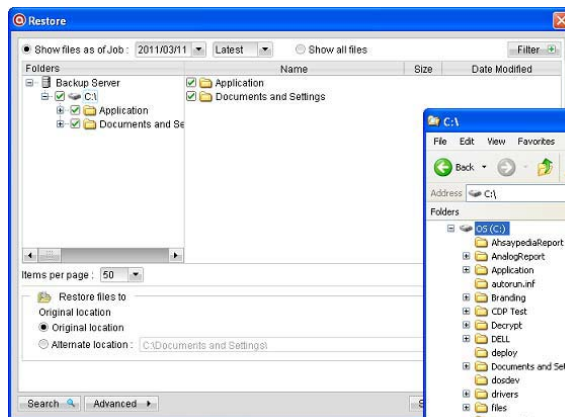 Restore
Show files as of Job : 2011/03/11 Latest Show all files Filter
Folders Name Size Date Modified
Backup Server Application
C:\ Documents and Settings
Application
Documents and Se
C:\
File Edit View Favorites
Back
Address C:\
Folders
OS (C:)
AhsaypediaReport
AnalogReport
Application
autorun.inf
Branding
CDP Test
Decrypt
DELL
deploy
Documents and Set
dosdev
drivers
files
Items per page : 50
Restore files to
Original location
Original location
Alternate location : C:\Documents and Settings\
Search Advanced S